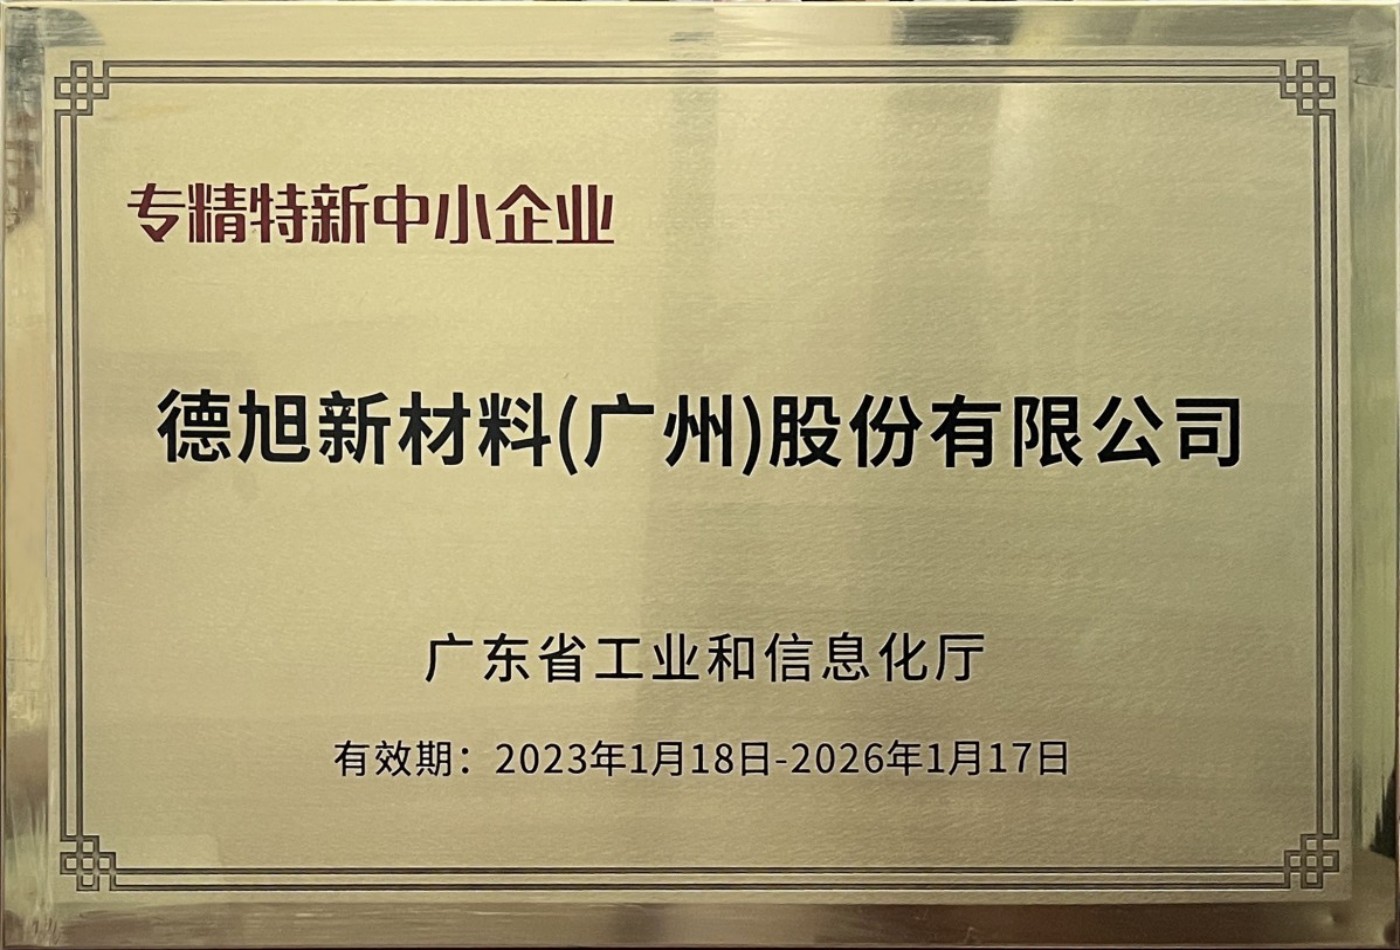 专精特新中小企业
德旭新材料(广州)股份有限公司
广东省工业和信息化厅
有效期：2023年1月18日-2026年1月17日